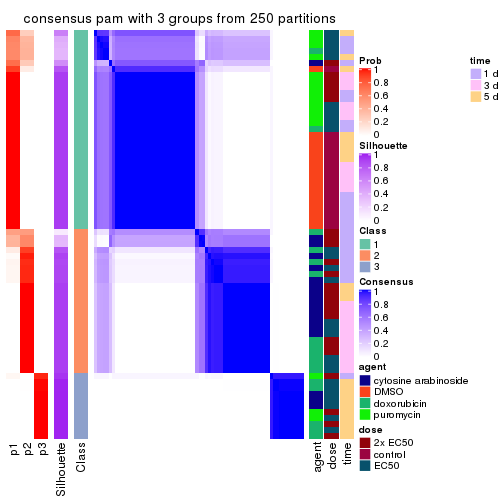 consensus pam with 3 groups from 250 partitions
Prob
1
0.8
0.6
0.4
0.2
0
Silhouette
1
0.8
0.6
0.4
0.2
0
Class
1
2
3
Consensus
1
0.8
0.6
0.4
0.2
0
agent
cytosine arabinoside
DMSO
doxorubicin
puromycin
dose
2x EC50
control
EC50
time
1 d
3 d
5 d
p1
p2
p3
Silhouette
Class
agent
dose
time